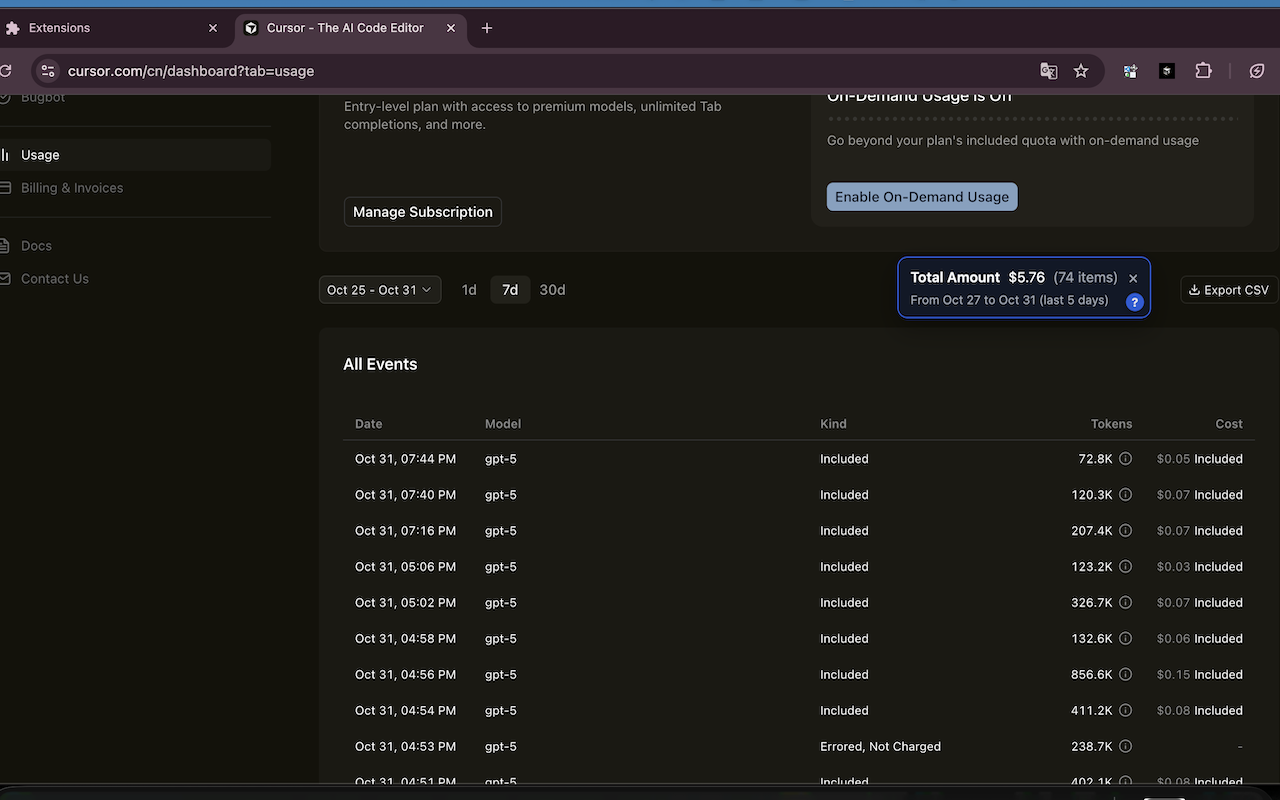 Extensions
Cursor - The AI Code Editor
cursor.com/cn/dashboard?tab=usage
Bugbot
Usage
Billing & Invoices
Docs
Contact Us
Entry-level plan with access to premium models, unlimited Tab
completions, and more.
Manage Subscription
On-Demand Usage is Off
Go beyond your plan's included quota with on-demand usage
Enable On-Demand Usage
Oct 25 - Oct 31
1d
7d
30d
Total Amount $5.76 (74 items)
From Oct 27 to Oct 31 (last 5 days)
?
Export CSV
All Events
Date Model Kind Tokens Cost
Oct 31, 07:44 PM gpt-5 Included 72.8K $0.05 Included
Oct 31, 07:40 PM gpt-5 Included 120.3K $0.07 Included
Oct 31, 07:16 PM gpt-5 Included 207.4K $0.07 Included
Oct 31, 05:06 PM gpt-5 Included 123.2K $0.03 Included
Oct 31, 05:02 PM gpt-5 Included 326.7K $0.07 Included
Oct 31, 04:58 PM gpt-5 Included 132.6K $0.06 Included
Oct 31, 04:56 PM gpt-5 Included 856.6K $0.15 Included
Oct 31, 04:54 PM gpt-5 Included 411.2K $0.08 Included
Oct 31, 04:53 PM gpt-5 Errored, Not Charged 238.7K -
Oct 31, 04:51 PM gpt-5 Included 402.1K $0.08 Included